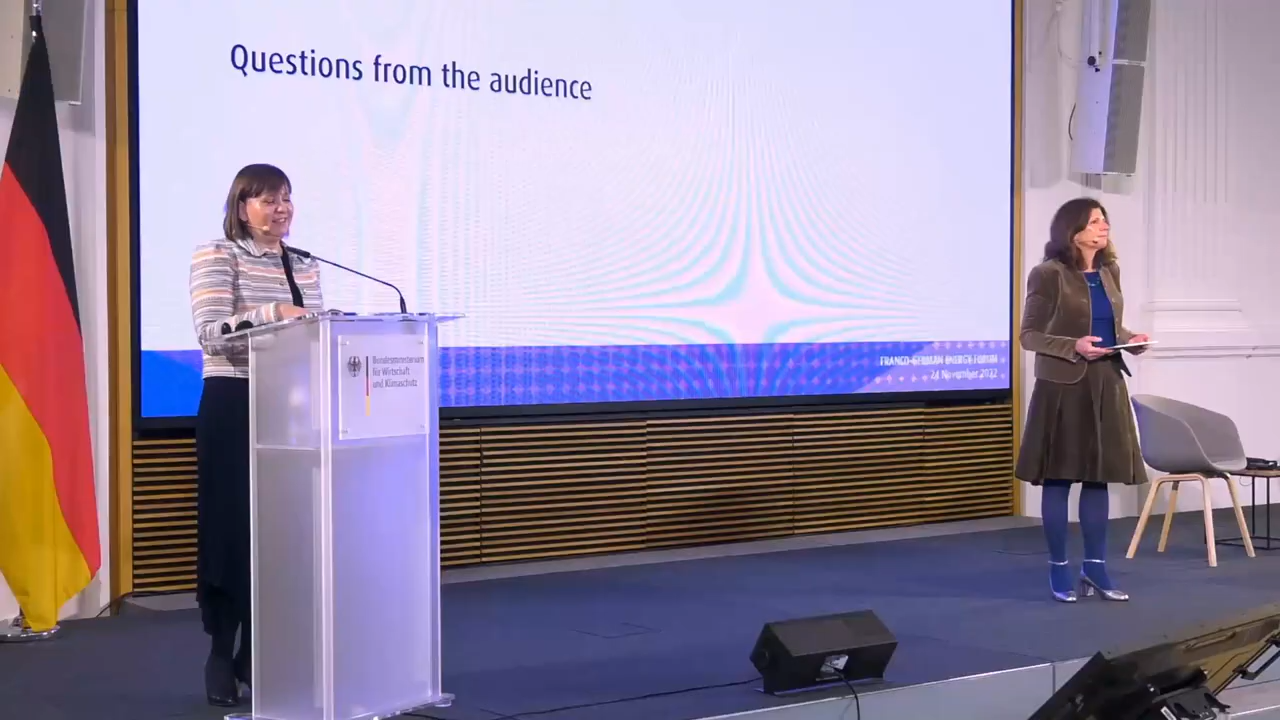 Questions from the audience
Bundesministerium
für Wirtschaft
und Klimaschutz
FRANCO-GERMAN ENERGY FORUM
24 November 2022